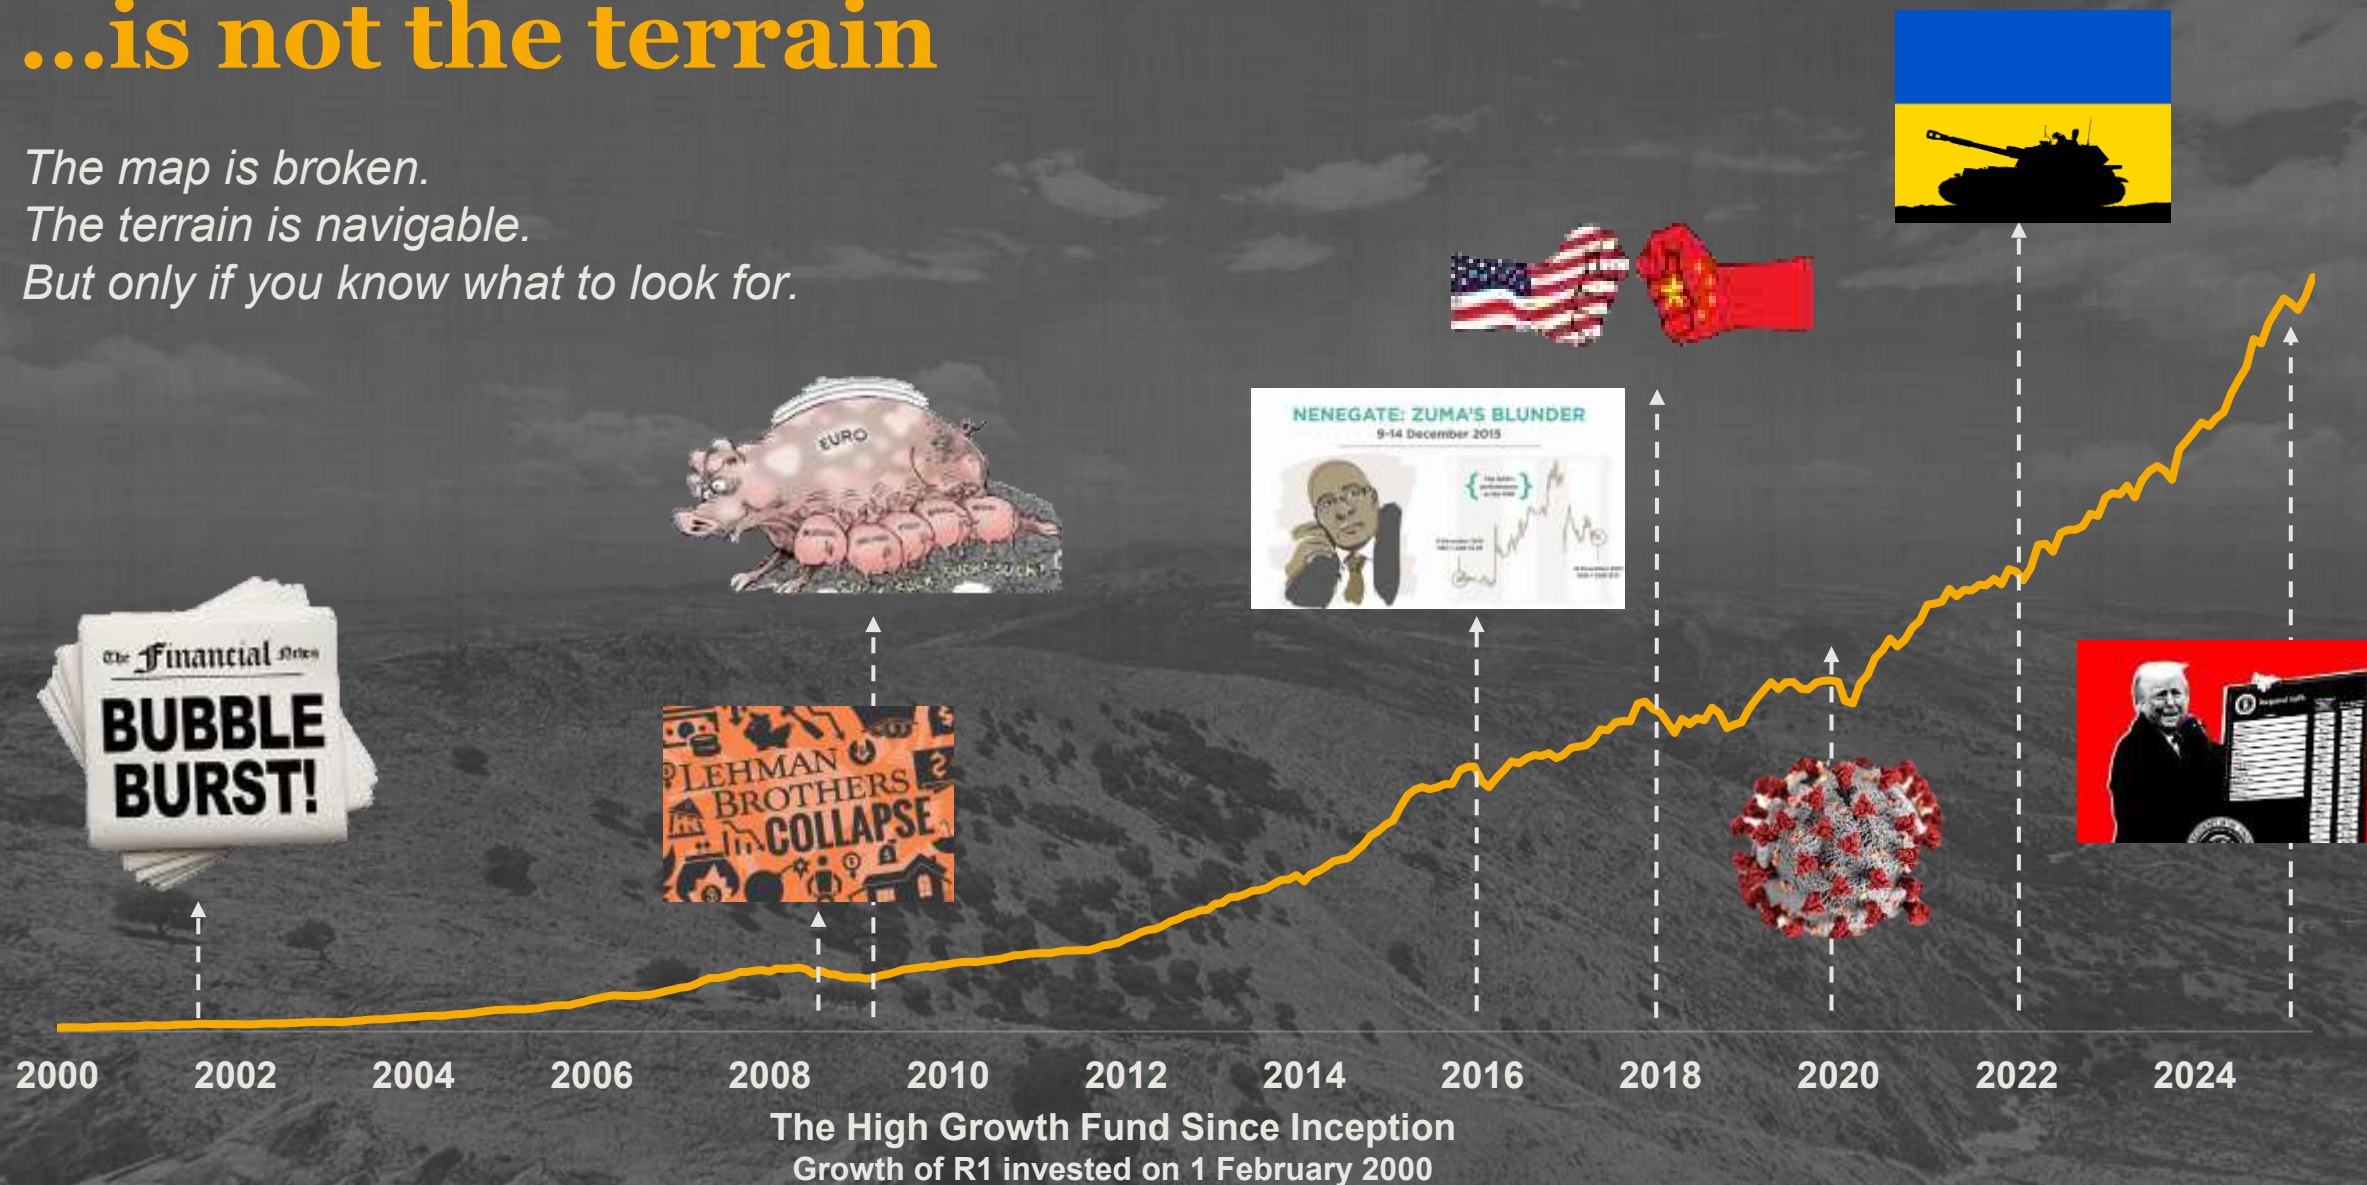 ...is not the terrain
The map is broken.
The terrain is navigable.
But only if you know what to look for.
EURO
NENEGATE: ZUMA'S BLUNDER
9-14 December 2015
The Financial News
BUBBLE
BURST!
LEHMAN
BROTHERS
COLLAPSE
2000 2002 2004 2006 2008 2010 2012 2014 2016 2018 2020 2022 2024
The High Growth Fund Since Inception
Growth of R1 invested on 1 February 2000